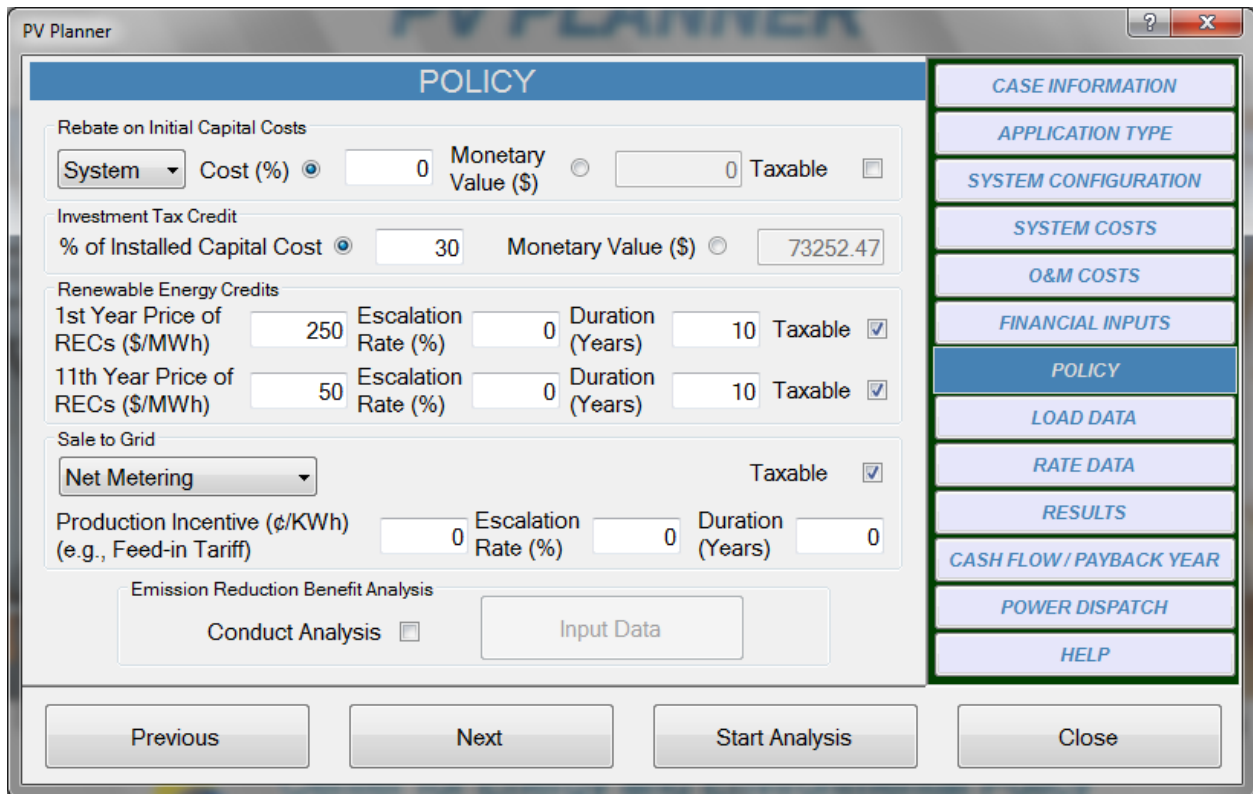 PV PLANNER
PV Planner
?
X
POLICY
Rebate on Initial Capital Costs
System Cost (%) 0 Monetary Value ($) 0 Taxable
Investment Tax Credit
% of Installed Capital Cost 30 Monetary Value ($) 73252.47
Renewable Energy Credits
1st Year Price of RECs ($/MWh) 250 Escalation Rate (%) 0 Duration (Years) 10 Taxable
11th Year Price of RECs ($/MWh) 50 Escalation Rate (%) 0 Duration (Years) 10 Taxable
Sale to Grid
Net Metering Taxable
Production Incentive (¢/KWh) (e.g., Feed-in Tariff) 0 Escalation Rate (%) 0 Duration (Years) 0
Emission Reduction Benefit Analysis
Conduct Analysis Input Data
CASE INFORMATION
APPLICATION TYPE
SYSTEM CONFIGURATION
SYSTEM COSTS
O&M COSTS
FINANCIAL INPUTS
POLICY
LOAD DATA
RATE DATA
RESULTS
CASH FLOW / PAYBACK YEAR
POWER DISPATCH
HELP
Previous Next Start Analysis Close